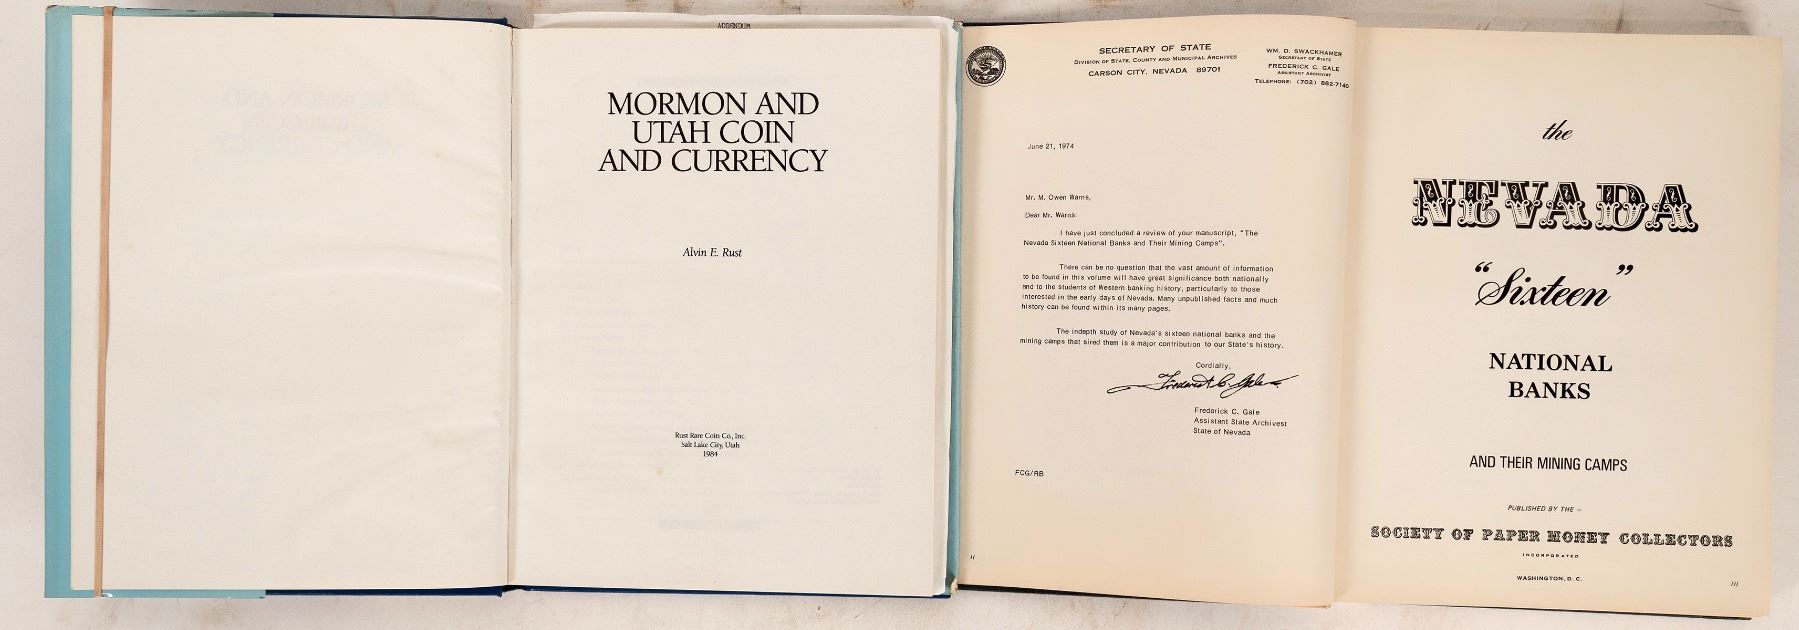 ADDENDUM
MORMON AND
UTAH COIN
AND CURRENCY
Alvin E. Rust
Rust Rare Coin Co., Inc.
Salt Lake City, Utah
1984
SECRETARY OF STATE
DIVISION OF STATE, COUNTY AND MUNICIPAL ARCHIVES
CARSON CITY, NEVADA 89701
WM. D. SWACKHAMER
SECRETARY OF STATE
FREDERICK C. GALE
ASSISTANT ARCHIVIST
TELEPHONE: (702) 882-7140
June 21, 1974
Mr. M. Owen Warns,
Dear Mr. Warns:
I have just concluded a review of your manuscript, "The
Nevada Sixteen National Banks and Their Mining Camps".
There can be no question that the vast amount of information
to be found in this volume will have great significance both nationally
and to the students of Western banking history, particularly to those
interested in the early days of Nevada. Many unpublished facts and much
history can be found within its many pages.
The indepth study of Nevada's sixteen national banks and the
mining camps that sired them is a major contribution to our State's history.
Cordially,
Frederick C. Gale
Frederick C. Gale
Assistant State Archivest
State of Nevada
FCG/RB
ii
the
NEVADA
"Sixteen"
NATIONAL
BANKS
AND THEIR MINING CAMPS
PUBLISHED BY THE —
SOCIETY OF PAPER MONEY COLLECTORS
INCORPORATED
WASHINGTON, D. C.
iii